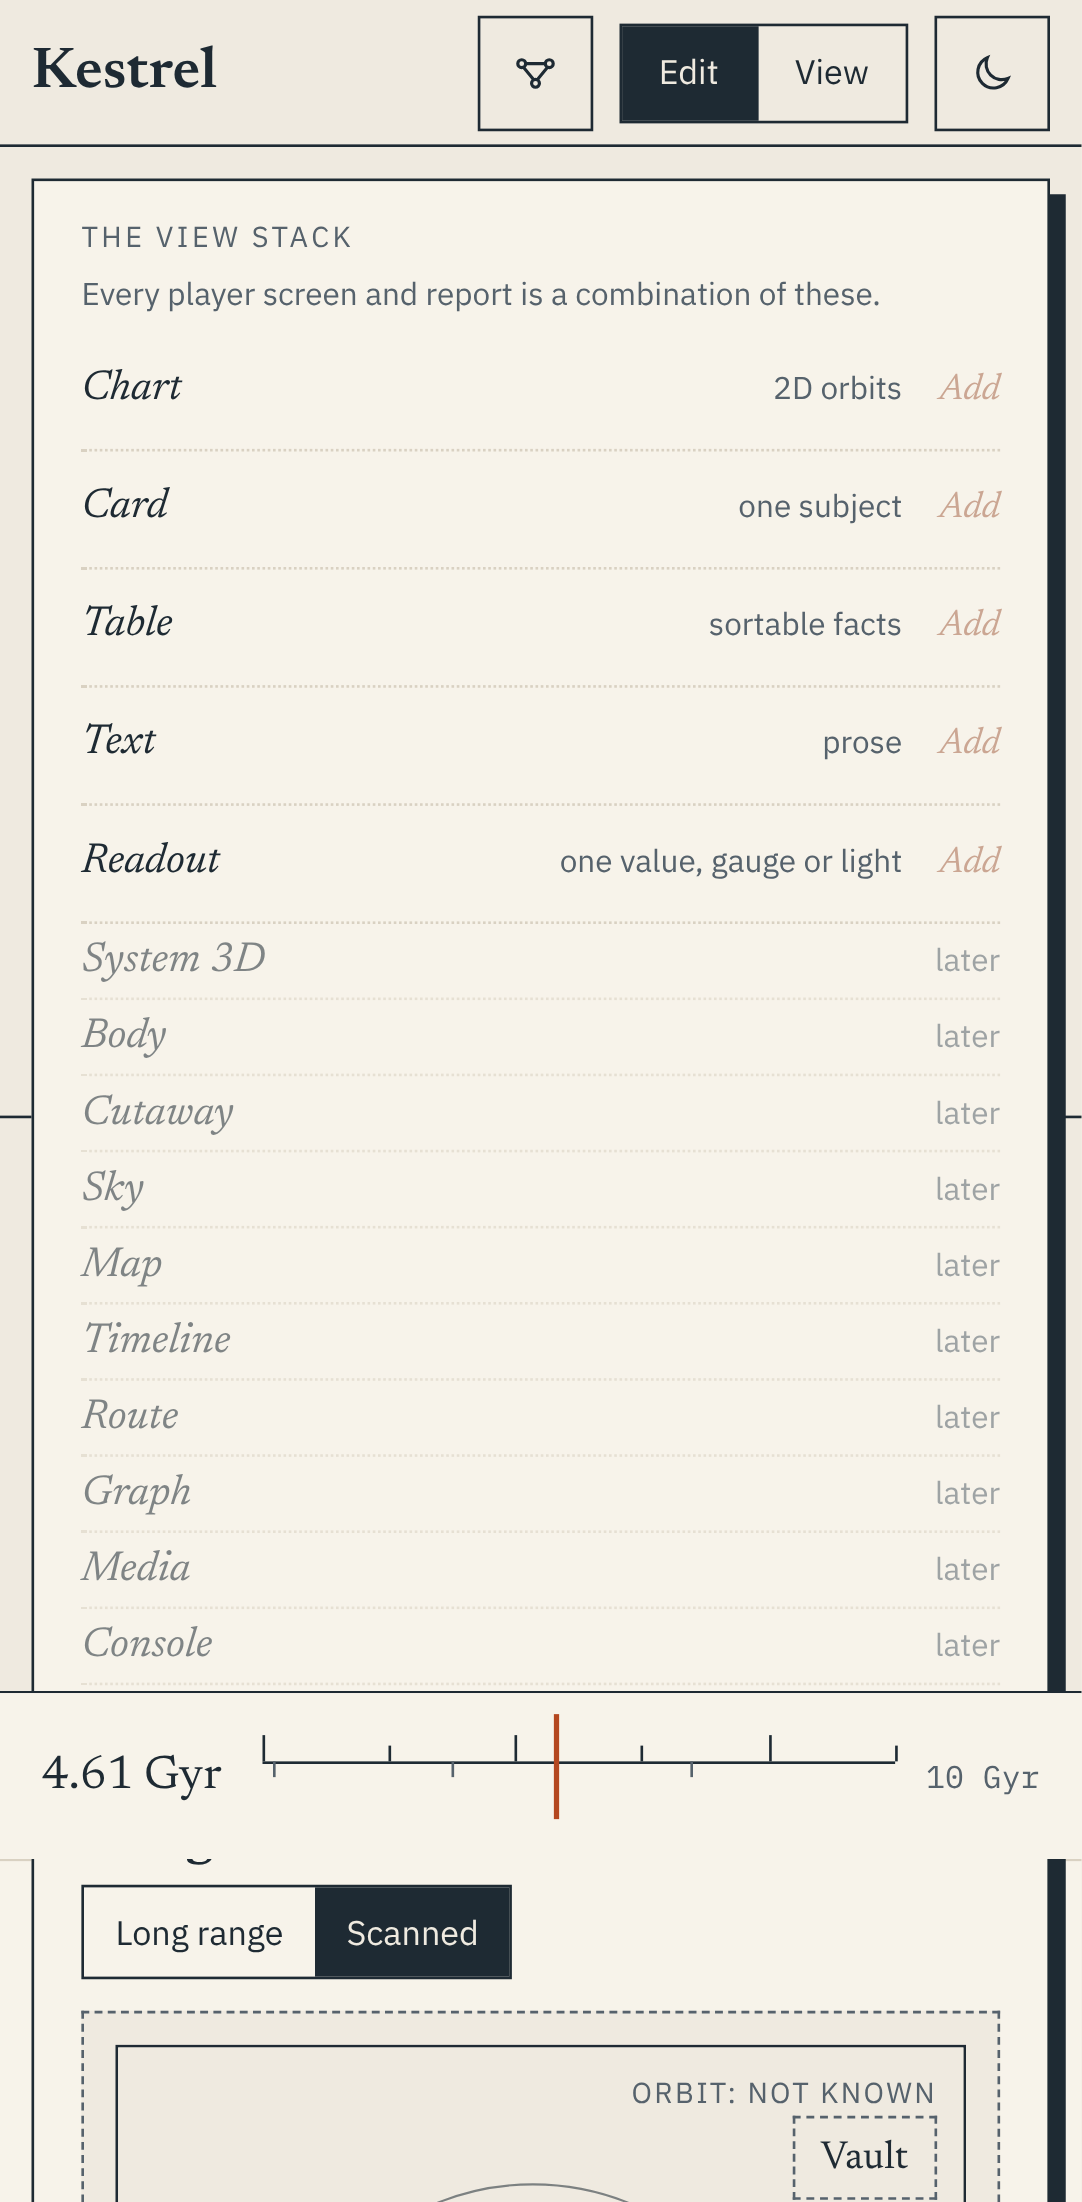 Kestrel
Edit View
THE VIEW STACK
Every player screen and report is a combination of these.
Chart 2D orbits Add
Card one subject Add
Table sortable facts Add
Text prose Add
Readout one value, gauge or light Add
System 3D later
Body later
Cutaway later
Sky later
Map later
Timeline later
Route later
Graph later
Media later
Console later
4.61 Gyr 10 Gyr
Long range Scanned
ORBIT: NOT KNOWN
Vault